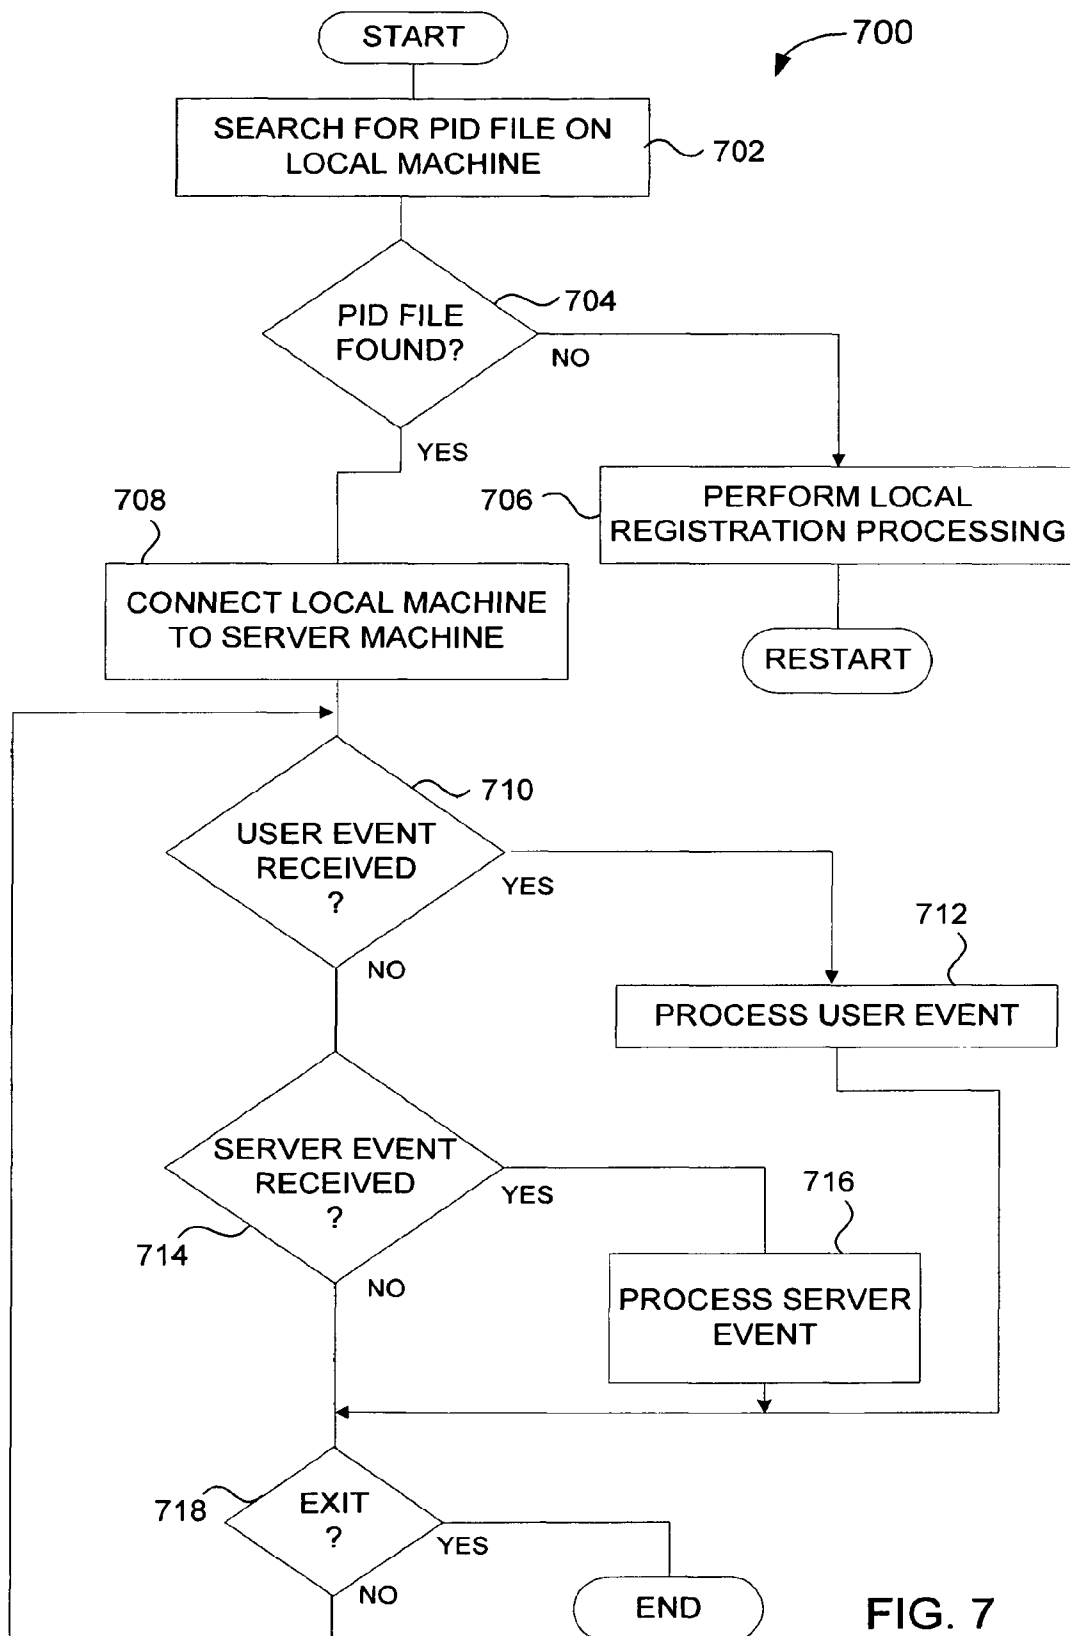 START
700
SEARCH FOR PID FILE ON
LOCAL MACHINE
702
704
PID FILE
FOUND?
NO
YES
708
706
PERFORM LOCAL
REGISTRATION PROCESSING
CONNECT LOCAL MACHINE
TO SERVER MACHINE
RESTART
710
USER EVENT
RECEIVED
?
YES
NO
712
PROCESS USER EVENT
SERVER EVENT
RECEIVED
?
YES
714
NO
716
PROCESS SERVER
EVENT
718
EXIT
?
YES
NO
END
FIG. 7